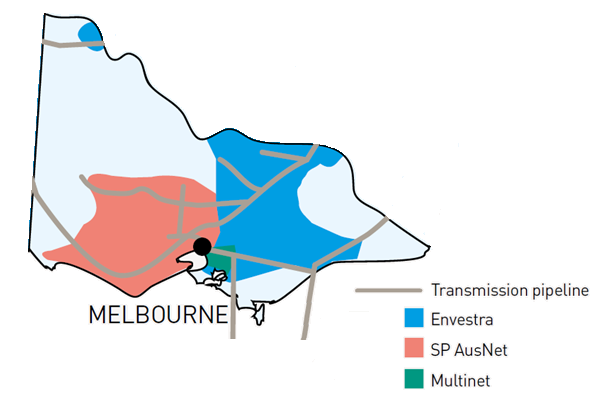 MELBOURNE
Transmission pipeline
Envestra
SP AusNet
Multinet